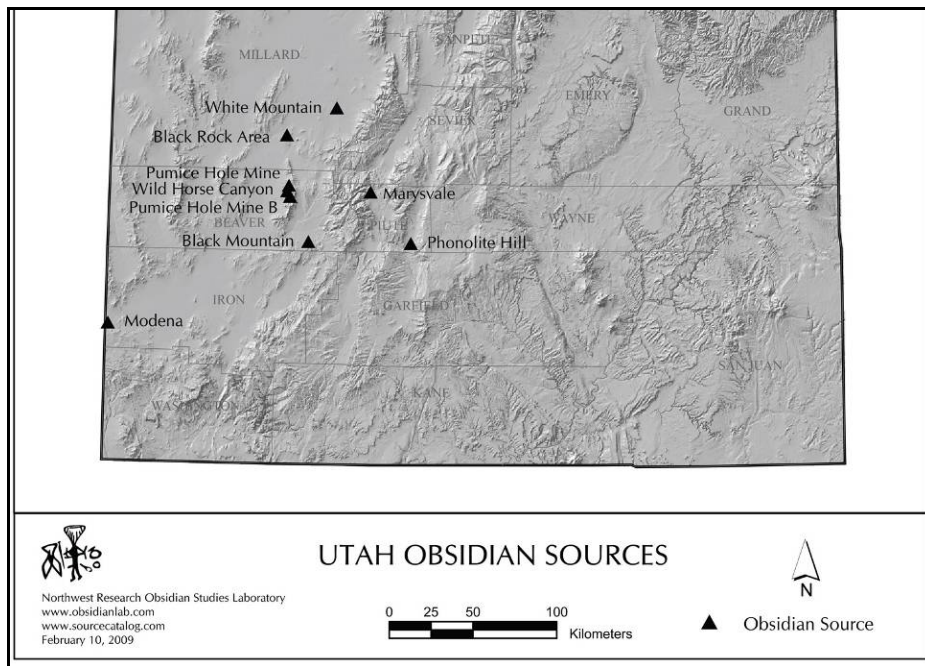 SANPETE
MILLARD
EMERY
GRAND
White Mountain
SEVIER
Black Rock Area
Pumice Hole Mine
Wild Horse Canyon
Marysvale
Pumice Hole Mine B
BEAVER
PIUTE
WAYNE
Black Mountain
Phonolite Hill
IRON
GARFIELD
Modena
SAN JUAN
WASHINGTON
KANE
UTAH OBSIDIAN SOURCES
N
Northwest Research Obsidian Studies Laboratory
www.obsidianlab.com
www.sourcecatalog.com
February 10, 2009
0 25 50 100
Kilometers
Obsidian Source